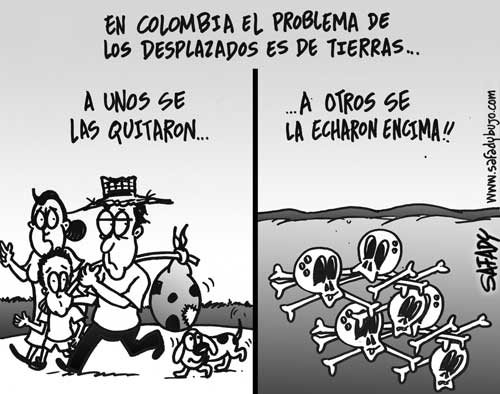 EN COLOMBIA EL PROBLEMA DE
LOS DESPLAZADOS ES DE TIERRAS...
A UNOS SE
LAS QUITARON...
...A OTROS SE
LA ECHARON ENCIMA!!
www.safadydibujo.com
SAFADY